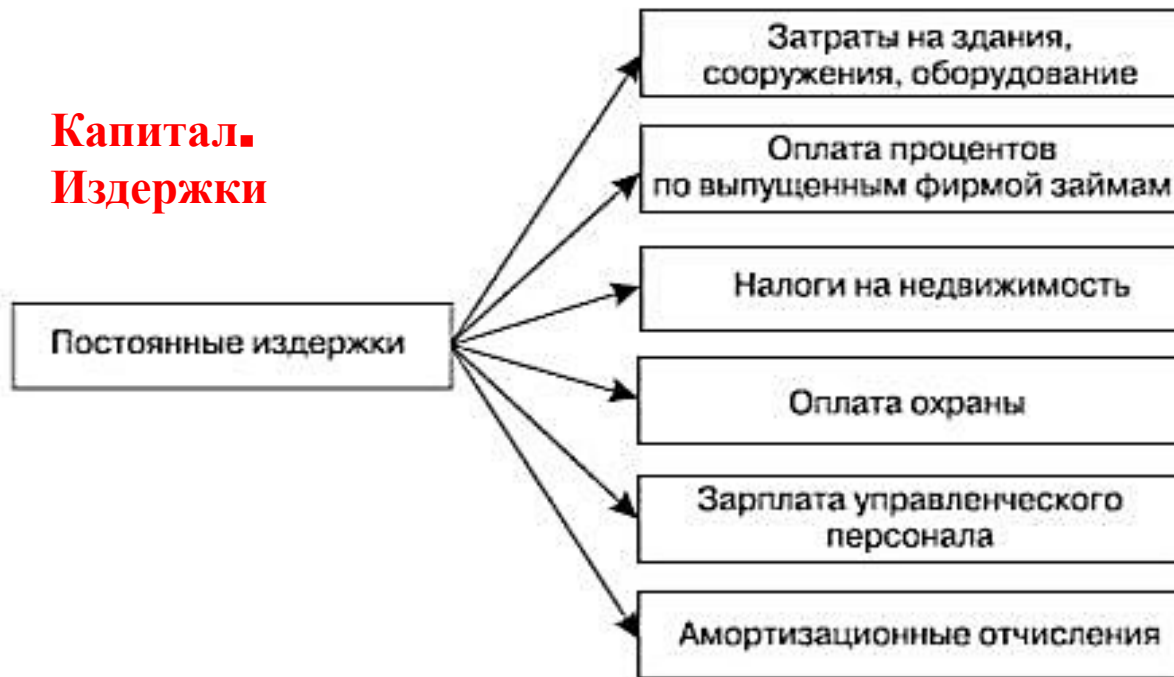 Капитал.
Издержки
Постоянные издержки
Затраты на здания,
сооружения, оборудование
Оплата процентов
по выпущенным фирмой займам
Налоги на недвижимость
Оплата охраны
Зарплата управленческого
персонала
Амортизационные отчисления